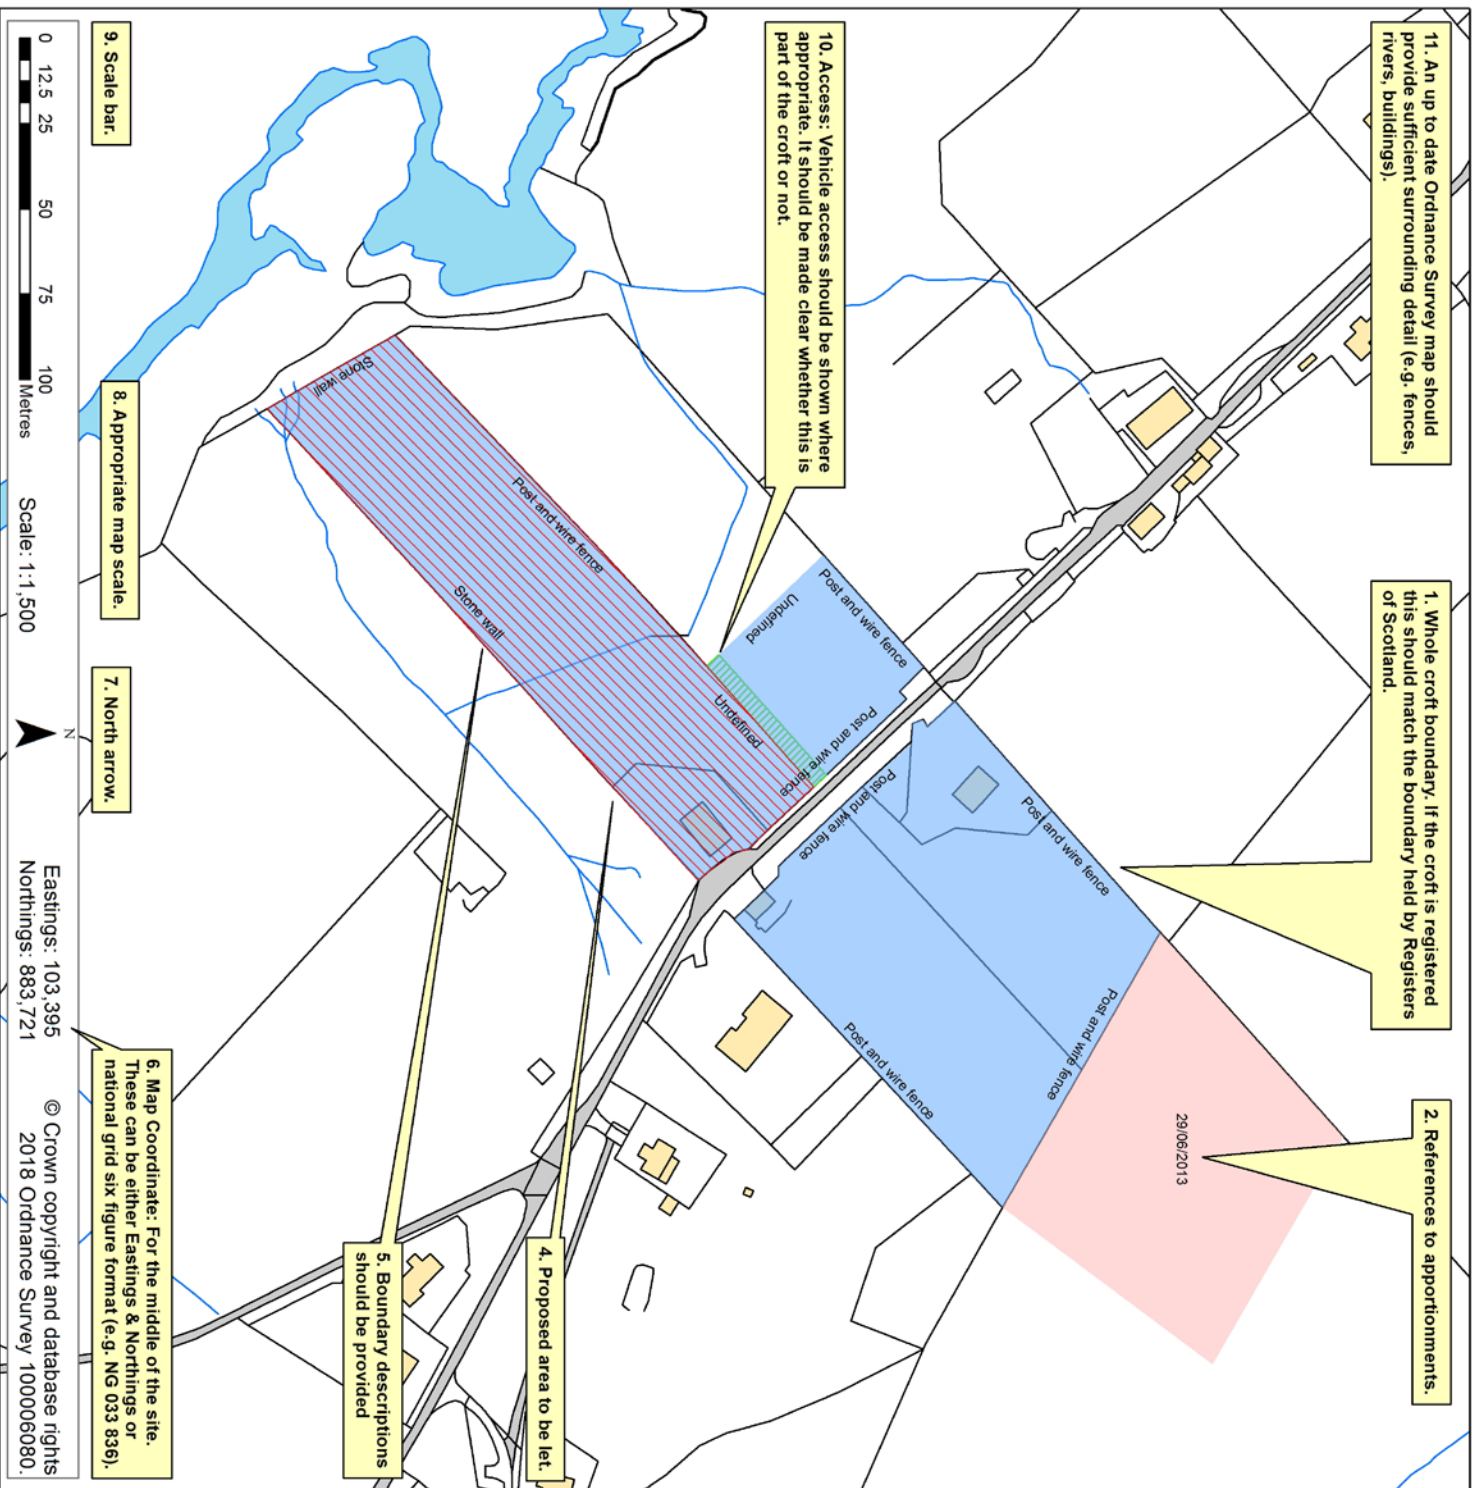 11. An up to date Ordnance Survey map should
provide sufficient surrounding detail (e.g. fences,
rivers, buildings).
1. Whole croft boundary. If the croft is registered
this should match the boundary held by Registers
of Scotland.
2. References to apportionments.
29/06/2013
10. Access: Vehicle access should be shown where
appropriate. It should be made clear whether this is
part of the croft or not.
Post and wire fence
Post and wire fence
Post and wire fence
Post and wire fence
Undefined
Post and wire fence
Post and wire fence
Undefined
Post and wire fence
Stone wall
Stone wall
4. Proposed area to be let.
5. Boundary descriptions
should be provided
9. Scale bar.
8. Appropriate map scale.
7. North arrow.
6. Map Coordinate: For the middle of the site.
These can be either Eastings & Northings or
national grid six figure format (e.g. NG 033 836).
0 12.5 25 50 75 100
Metres
Scale: 1:1,500
N
Eastings: 103,395
Northings: 883,721
© Crown copyright and database rights
2018 Ordnance Survey 100006080.